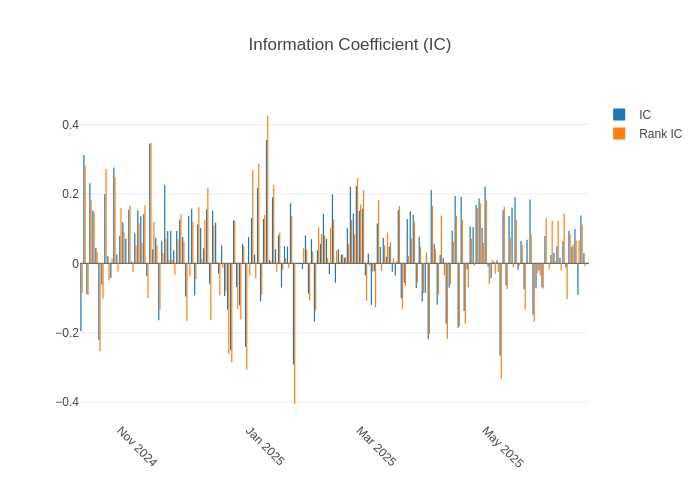 Information Coefficient (IC)
IC
Rank IC
0.4
0.2
0
−0.2
−0.4
Nov 2024
Jan 2025
Mar 2025
May 2025